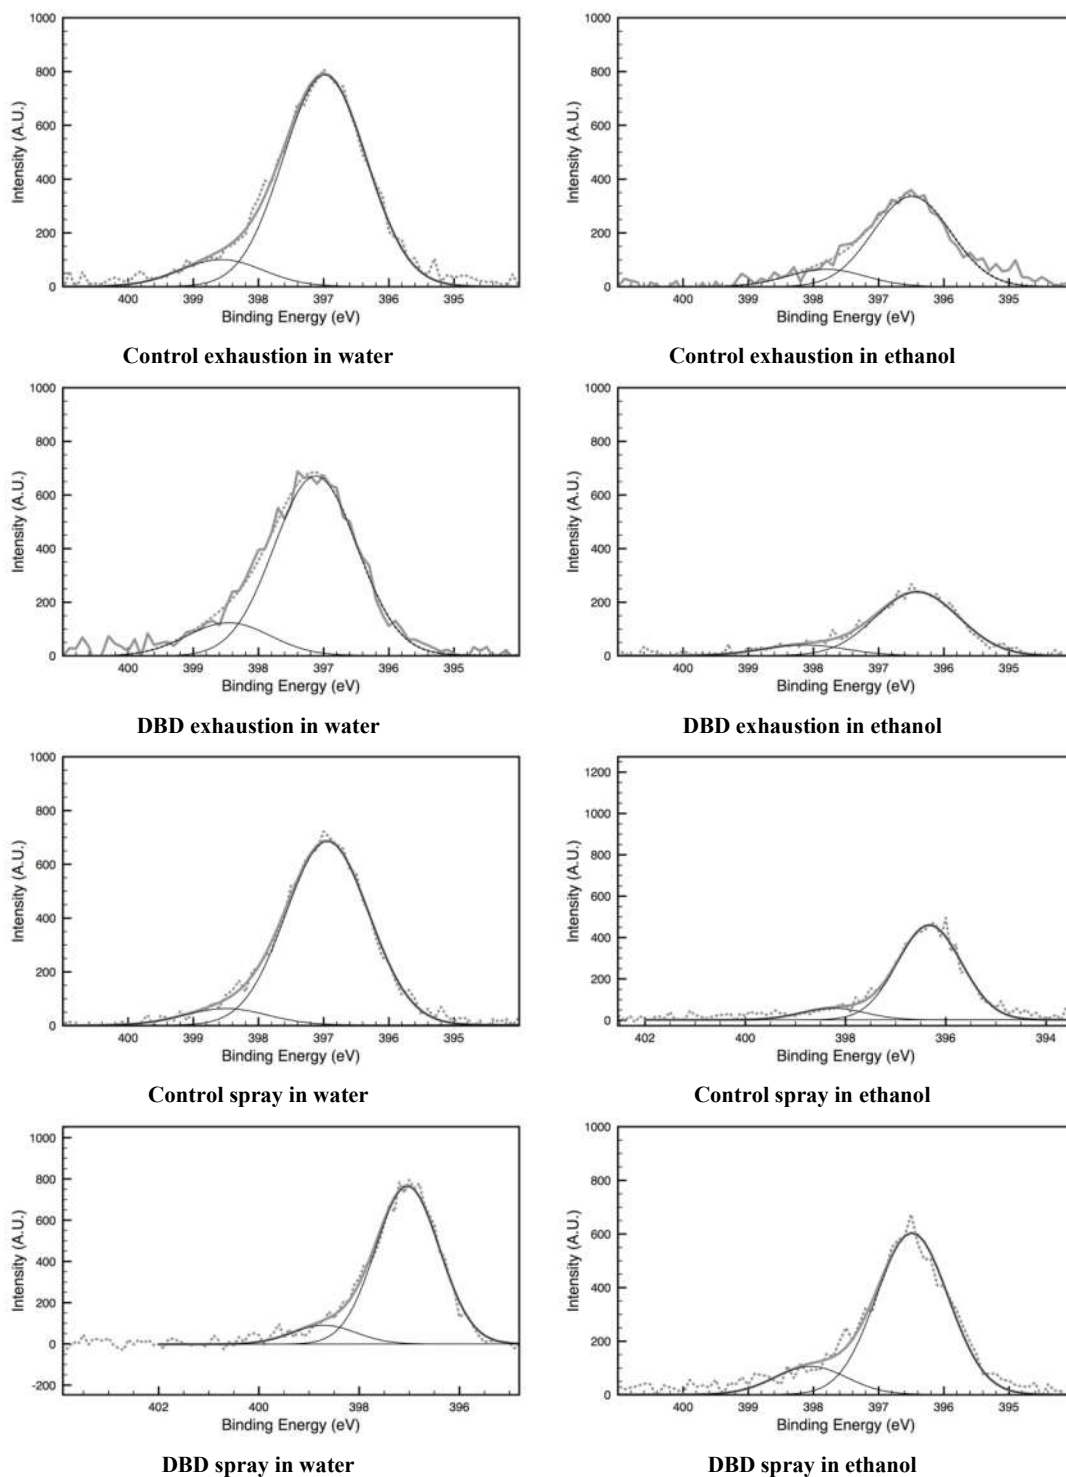 1000
800
600
400
200
0
Intensity (A.U.)
400 399 398 397 396 395
Binding Energy (eV)
Control exhaustion in water
1000
800
600
400
200
0
Intensity (A.U.)
400 399 398 397 396 395
Binding Energy (eV)
Control exhaustion in ethanol
1000
800
600
400
200
0
Intensity (A.U.)
400 399 398 397 396 395
Binding Energy (eV)
DBD exhaustion in water
1000
800
600
400
200
0
Intensity (A.U.)
400 399 398 397 396 395
Binding Energy (eV)
DBD exhaustion in ethanol
1000
800
600
400
200
0
Intensity (A.U.)
400 399 398 397 396 395
Binding Energy (eV)
Control spray in water
1200
1000
800
600
400
200
0
Intensity (A.U.)
402 400 398 396 394
Binding Energy (eV)
Control spray in ethanol
1000
800
600
400
200
0
-200
Intensity (A.U.)
402 400 398 396
Binding Energy (eV)
DBD spray in water
1000
800
600
400
200
0
Intensity (A.U.)
400 399 398 397 396 395
Binding Energy (eV)
DBD spray in ethanol